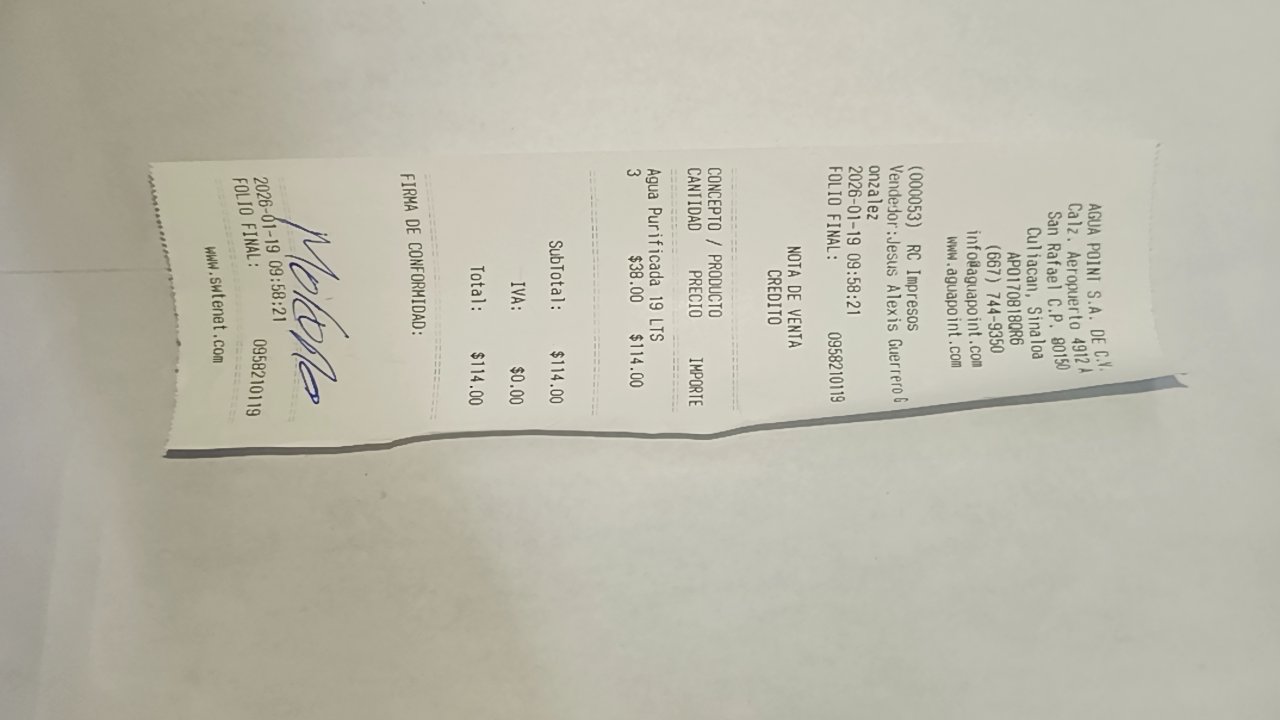 AGUA POINT S.A. DE C.V.
Calz. Aeropuerto 4912 A
San Rafael C.P. 80150
Culiacan, Sinaloa
APO170818QR6
(667) 744-9350
info@aguapoint.com
www.aguapoint.com
(000053) RC Impresos
Vendedor:Jesus Alexis Guerrero G
onzalez
2026-01-19 09:58:21
FOLIO FINAL: 0958210119
NOTA DE VENTA
CREDITO
CONCEPTO / PRODUCTO
CANTIDAD PRECIO IMPORTE
Agua Purificada 19 LTS
3 $38.00 $114.00
SubTotal: $114.00
IVA: $0.00
Total: $114.00
FIRMA DE CONFORMIDAD:
2026-01-19 09:58:21
FOLIO FINAL: 0958210119
www.swtenet.com